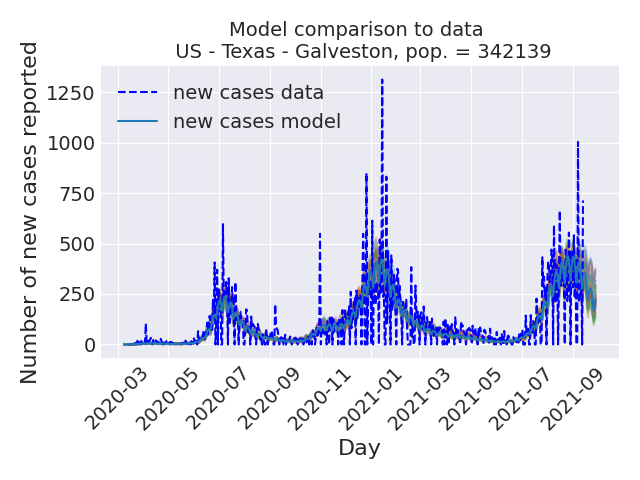 Model comparison to data
US - Texas - Galveston, pop. = 342139
Number of new cases reported
1250
1000
750
500
250
0
new cases data
new cases model
2020-03
2020-05
2020-07
2020-09
2020-11
2021-01
2021-03
2021-05
2021-07
2021-09
Day